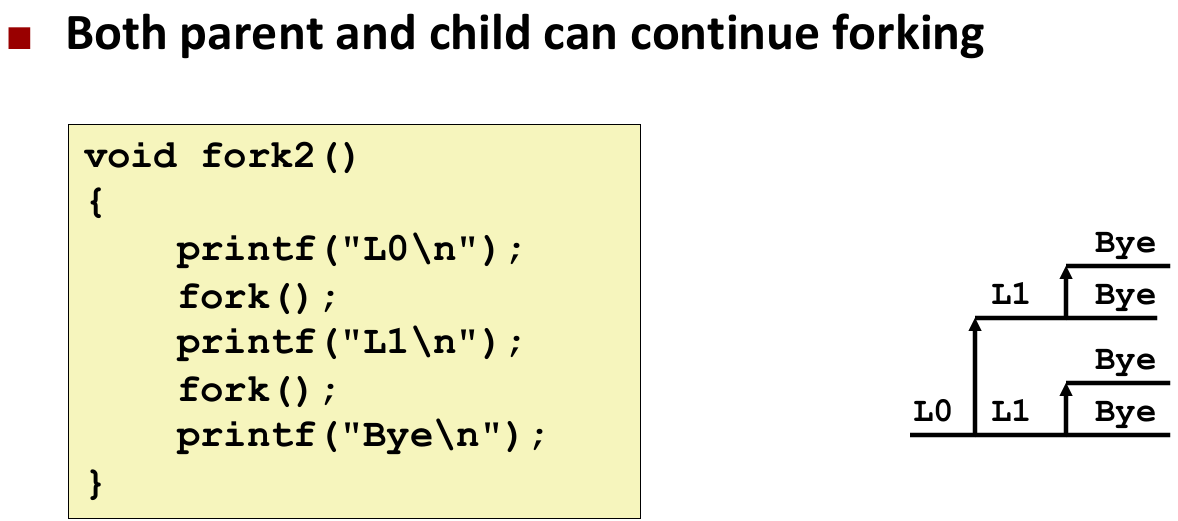 ■ Both parent and child can continue forking
void fork2()
{
    printf("L0\n");
    fork();
    printf("L1\n");
    fork();
    printf("Bye\n");
}
Bye
L1 Bye
Bye
L0 L1 Bye